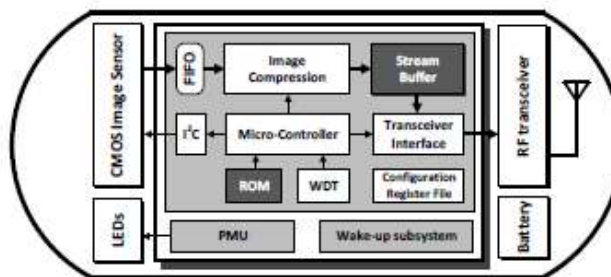 CMOS Image Sensor
FIFO
Image
Compression
Stream
Buffer
RF transceiver
I²C
Micro-Controller
Transceiver
Interface
ROM
WDT
Configuration
Register File
LEDs
PMU
Wake-up subsystem
Battery